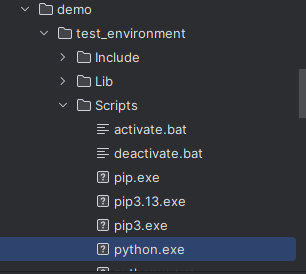 demo
test_environment
Include
Lib
Scripts
activate.bat
deactivate.bat
pip.exe
pip3.13.exe
pip3.exe
python.exe